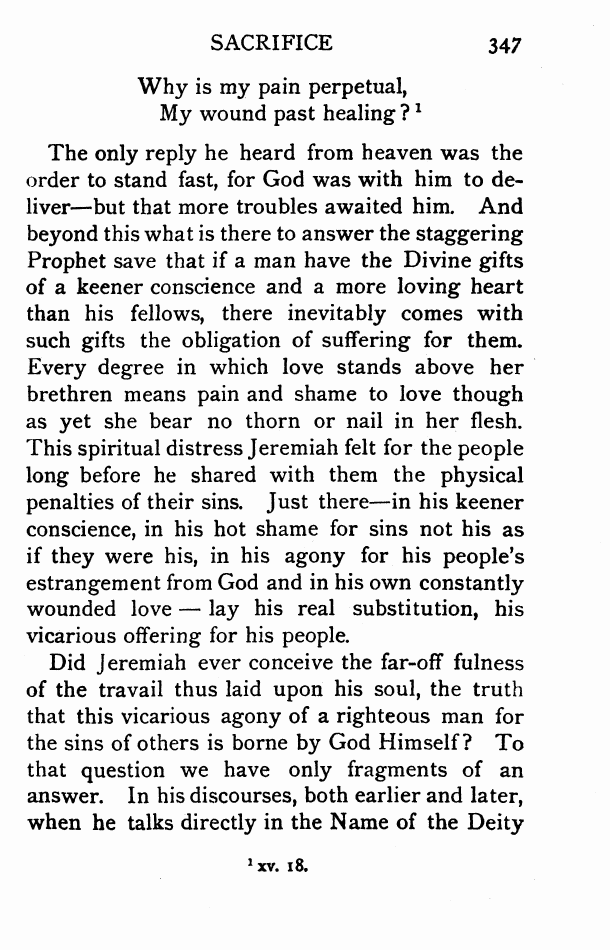 SACRIFICE 347
Why is my pain perpetual,
My wound past healing? ¹
The only reply he heard from heaven was the
order to stand fast, for God was with him to de-
liver—but that more troubles awaited him. And
beyond this what is there to answer the staggering
Prophet save that if a man have the Divine gifts
of a keener conscience and a more loving heart
than his fellows, there inevitably comes with
such gifts the obligation of suffering for them.
Every degree in which love stands above her
brethren means pain and shame to love though
as yet she bear no thorn or nail in her flesh.
This spiritual distress Jeremiah felt for the people
long before he shared with them the physical
penalties of their sins. Just there—in his keener
conscience, in his hot shame for sins not his as
if they were his, in his agony for his people's
estrangement from God and in his own constantly
wounded love — lay his real substitution, his
vicarious offering for his people.
Did Jeremiah ever conceive the far-off fulness
of the travail thus laid upon his soul, the truth
that this vicarious agony of a righteous man for
the sins of others is borne by God Himself? To
that question we have only fragments of an
answer. In his discourses, both earlier and later,
when he talks directly in the Name of the Deity
¹ xv. 18.